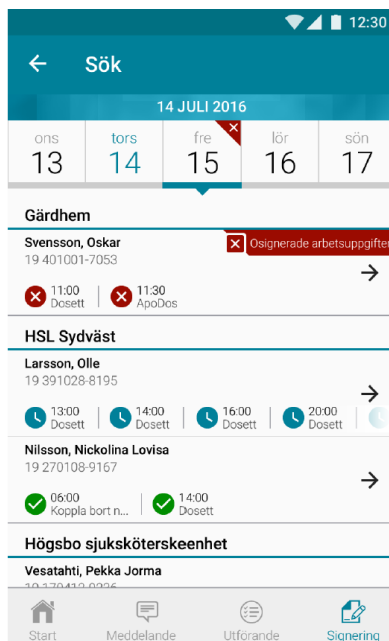 12:30
Sök
14 JULI 2016
ons tors fre lör sön
13 14 15 16 17
Gärdhem
Svensson, Oskar
Osignerade arbetsuppgifter
19 401001-7053
11:00 11:30
Dosett ApoDos
HSL Sydväst
Larsson, Olle
19 391028-8195
13:00 14:00 16:00 20:00
Dosett Dosett Dosett Dosett
Nilsson, Nickolina Lovisa
19 270108-9167
06:00 14:00
Koppla bort n... Dosett
Högsbo sjuksköterskeenhet
Vesatahti, Pekka Jorma
Start Meddelande Utförande Signering